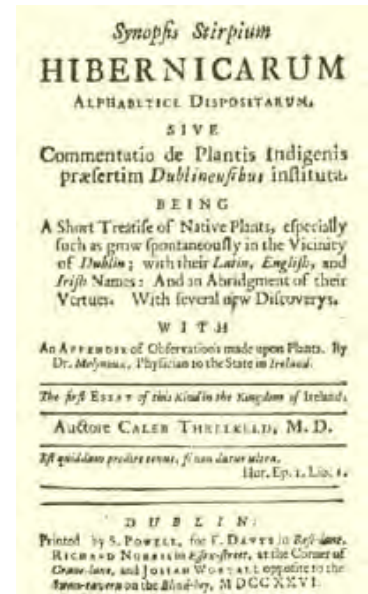 Synopſis Stirpium
HIBERNICARUM
ALPHABETICE DISPOSITARUM.
SIVE
Commentatio de Plantis Indigenis
præſertim Dublinenſibus inſtituta.
BEING
A Short Treatiſe of Native Plants, eſpecially
ſuch as grow ſpontaneouſly in the Vicinity
of Dublin; with their Latin, Engliſh, and
Iriſh Names: And an Abridgment of their
Vertues. With ſeveral new Diſcoverys.
WITH
An APPENDIX of Obſervations made upon Plants. By
Dr. Molyneux, Phyſician to the State in Ireland.
The firſt ESSAY of this Kind in the Kingdom of Ireland.
Auctore CALEB THRELKELD, M. D.
Eſt quiddam prodire tenus, ſi non datur ultra.
Hor. Ep. 1. Lib. 1.
DUBLIN:
Printed by S. POWELL, for F. DAVYS in Roſs-lane,
RICHARD NORRIS in Eſſex-ſtreet, at the Corner of
Crane-lane, and JOSIAH WORRALL oppoſite to the
Swan-tavern on the Blind-key, MDCCXXVI.